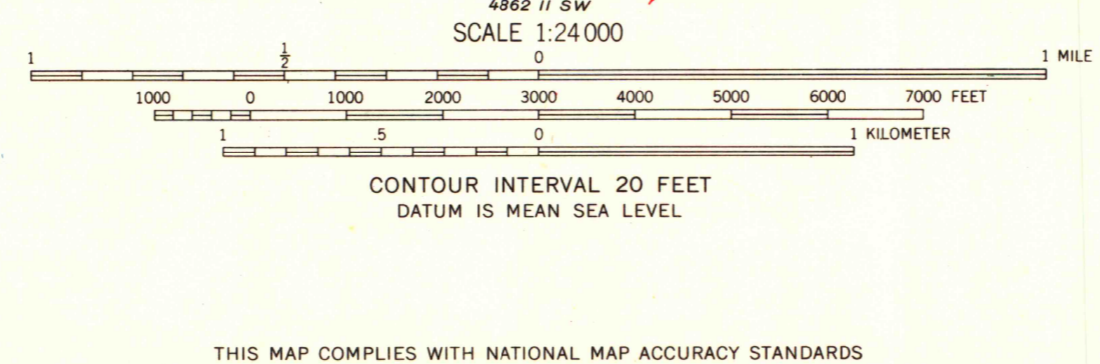 4862 II SW
SCALE 1:24 000
1 ½ 0 1 MILE
1000 0 1000 2000 3000 4000 5000 6000 7000 FEET
1 .5 0 1 KILOMETER
CONTOUR INTERVAL 20 FEET
DATUM IS MEAN SEA LEVEL
THIS MAP COMPLIES WITH NATIONAL MAP ACCURACY STANDARDS